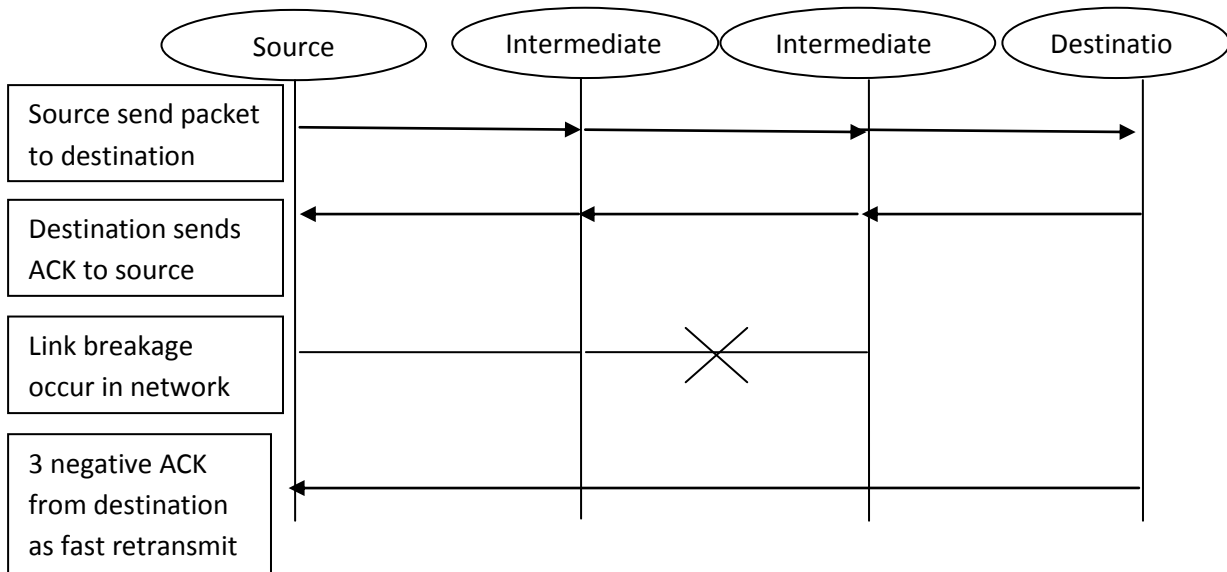 Source
Intermediate
Intermediate
Destinatio
Source send packet
to destination
Destination sends
ACK to source
Link breakage
occur in network
3 negative ACK
from destination
as fast retransmit